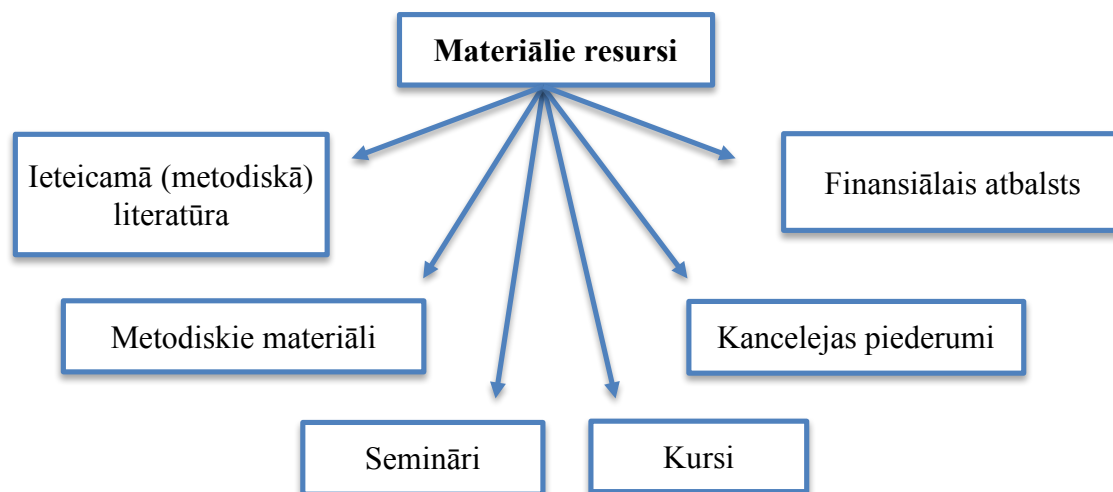 Materiālie resursi
Ieteicamā (metodiskā)
literatūra
Finansiālais atbalsts
Metodiskie materiāli
Kancelejas piederumi
Semināri
Kursi